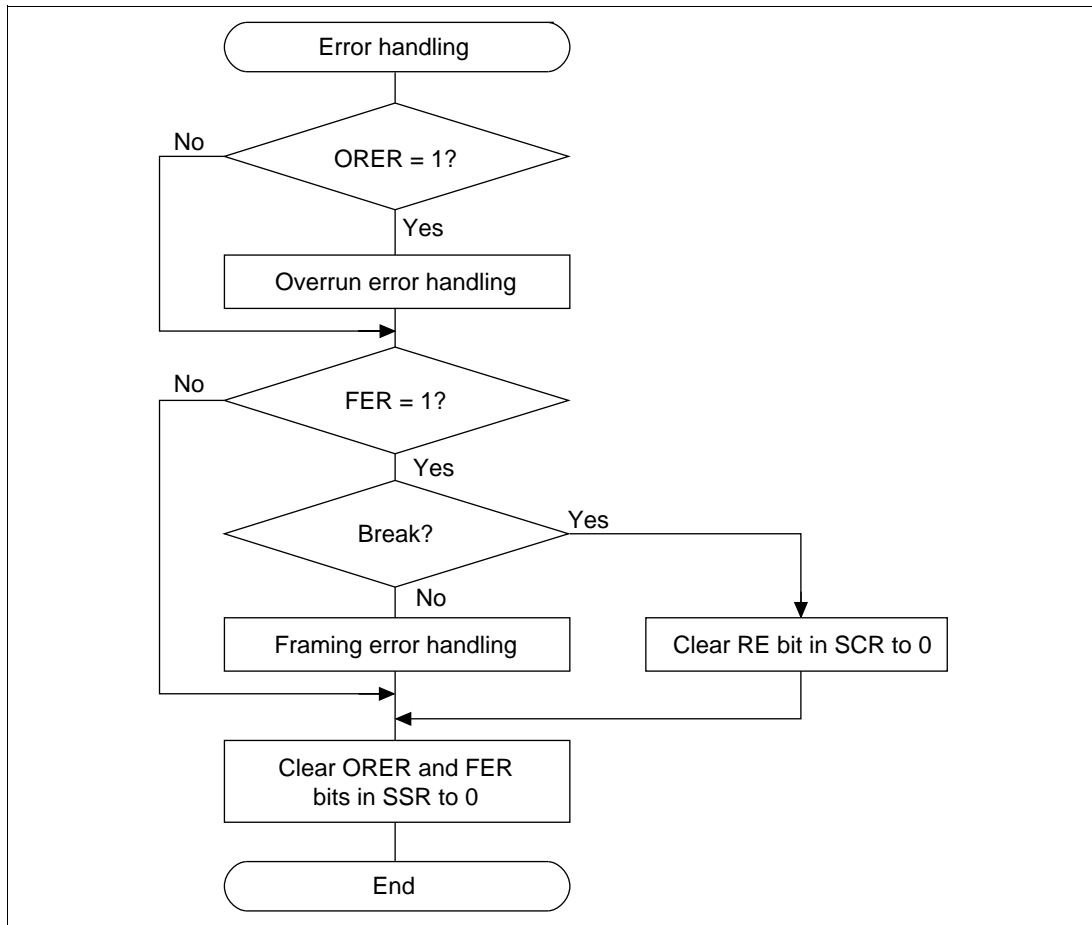 Error handling
No
ORER = 1?
Yes
Overrun error handling
No
FER = 1?
Yes
Yes
Break?
No
Framing error handling
Clear RE bit in SCR to 0
Clear ORER and FER
bits in SSR to 0
End